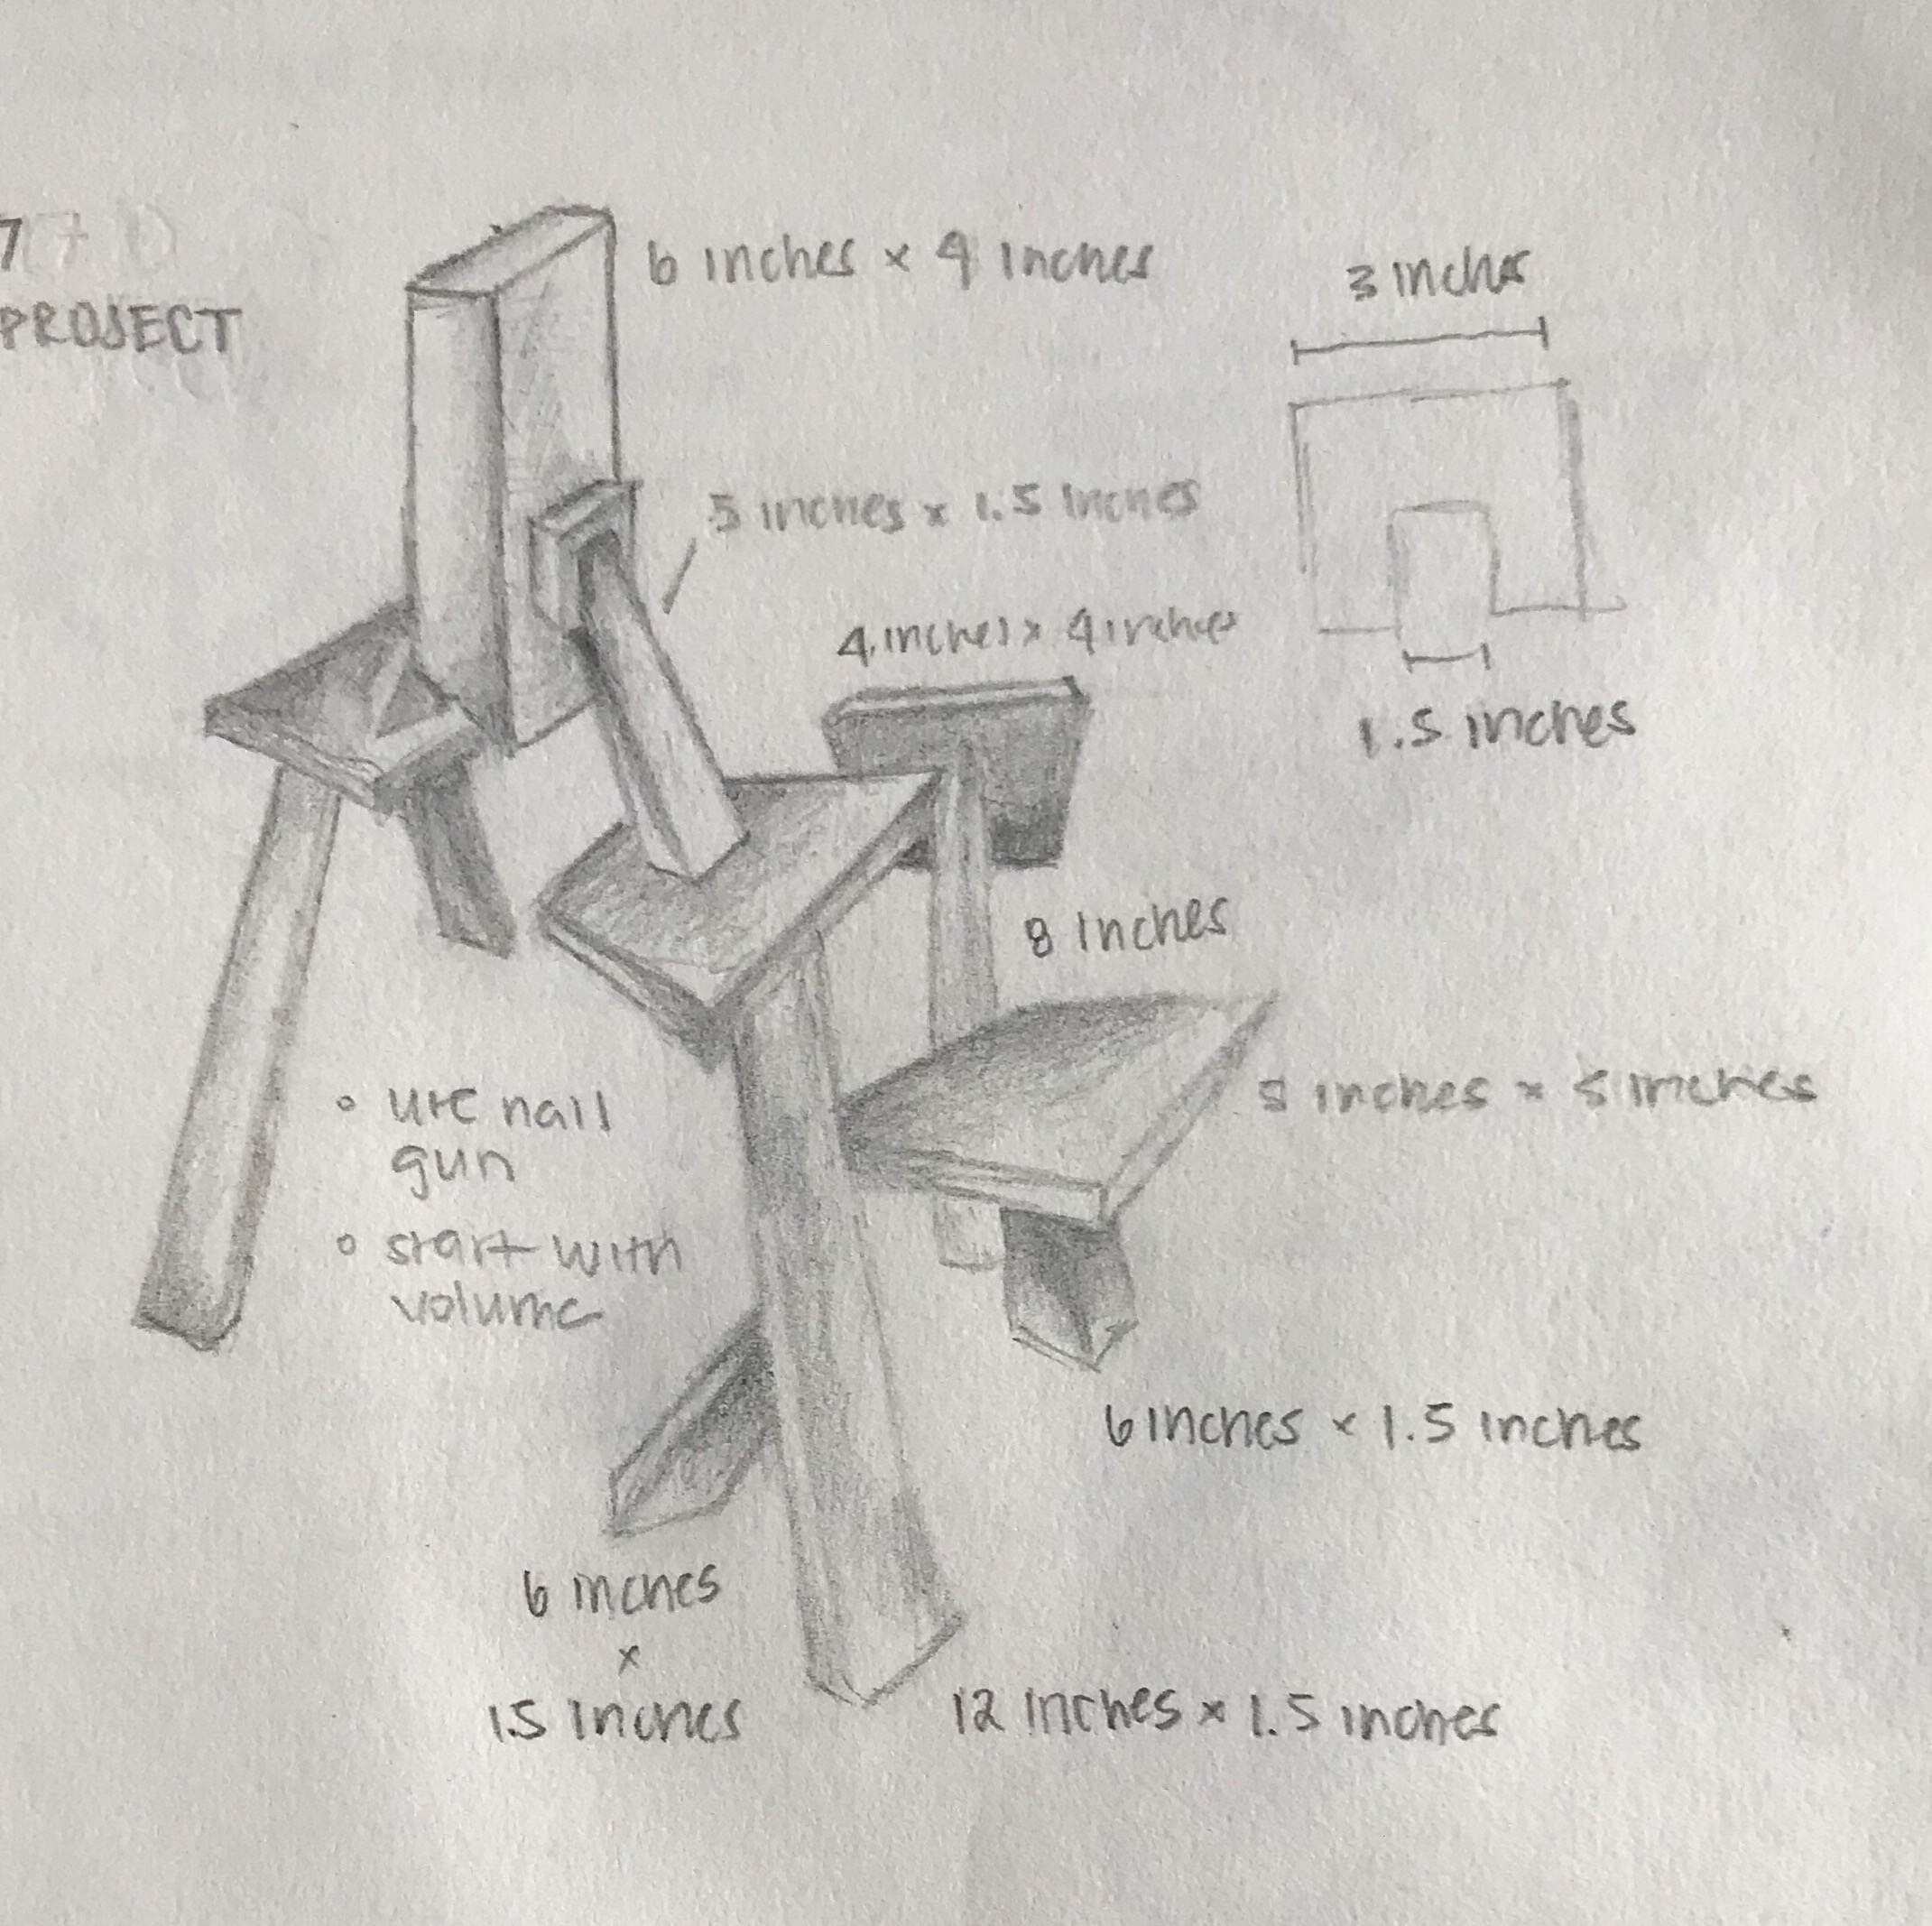 7
PROJECT
6 inches x 4 inches
3 inches
5 inches x 1.5 inches
4 inches x 4 inches
1.5 inches
8 inches
5 inches x 5 inches
• use nail
gun
• start with
volume
6 inches x 1.5 inches
6 inches
x
1.5 inches
12 inches x 1.5 inches